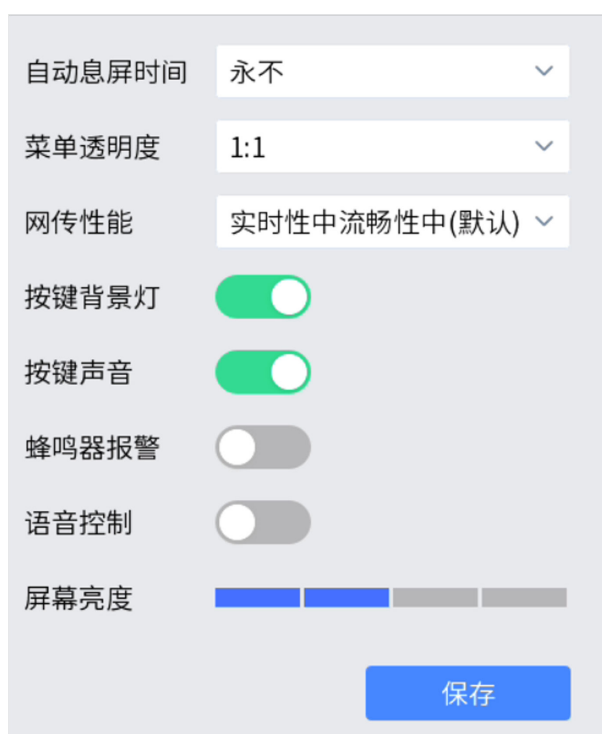 自动息屏时间 永不
菜单透明度 1:1
网传性能 实时性中流畅性中(默认)
按键背景灯
按键声音
蜂鸣器报警
语音控制
屏幕亮度
保存